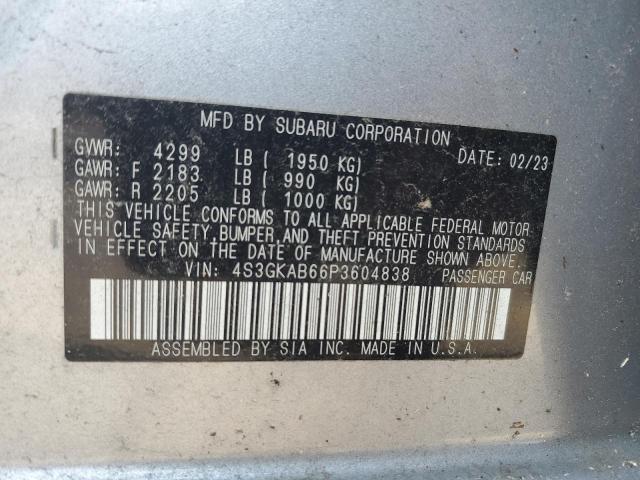 MFD BY SUBARU CORPORATION
GVWR: 4299 LB ( 1950 KG) DATE: 02/23
GAWR: F 2183 LB ( 990 KG)
GAWR: R 2205 LB ( 1000 KG)
THIS VEHICLE CONFORMS TO ALL APPLICABLE FEDERAL MOTOR
VEHICLE SAFETY, BUMPER, AND THEFT PREVENTION STANDARDS
IN EFFECT ON THE DATE OF MANUFACTURE SHOWN ABOVE.
VIN: 4S3GKAB66P3604838 PASSENGER CAR
ASSEMBLED BY SIA INC. MADE IN U.S.A.